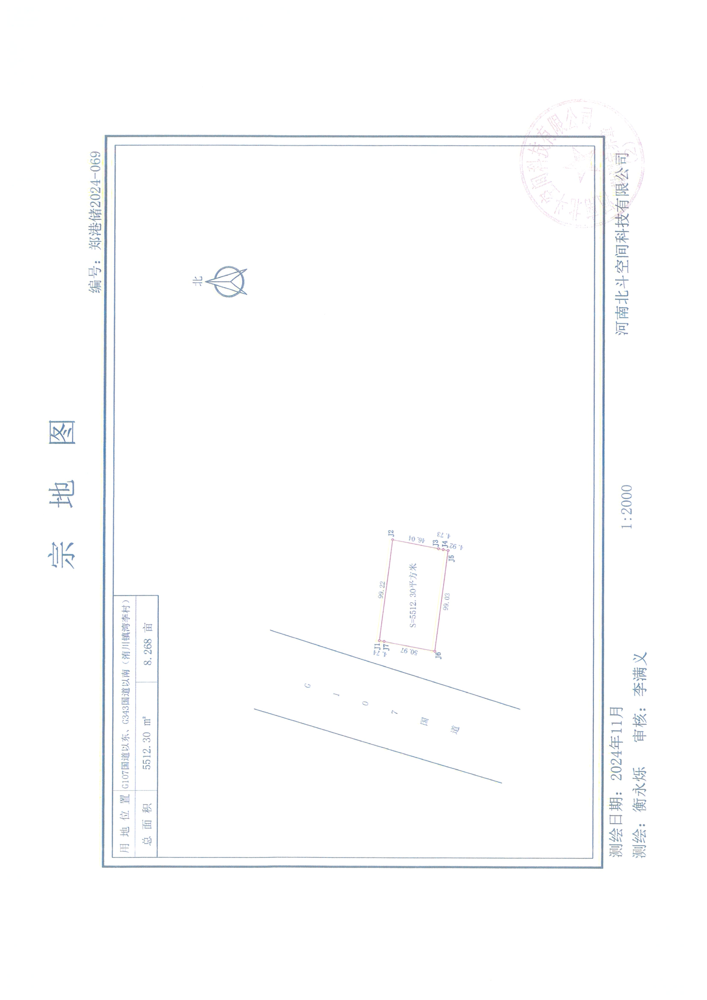 宗地图
编号：郑港储2024-069
用地位置 G107国道以东、G343国道以南（洧川镇湾李村）
总面积 5512.30 m² 8.268 亩
北
J1
99.22
J2
4.74
J7
46.04
S=5512.30平方米
50.97
J3
4.73
J4
4.92
J6
99.03
J5
G107国道
测绘日期：2024年11月
1:2000
河南北斗空间科技有限公司
测绘：衡永烁 审核：李满义